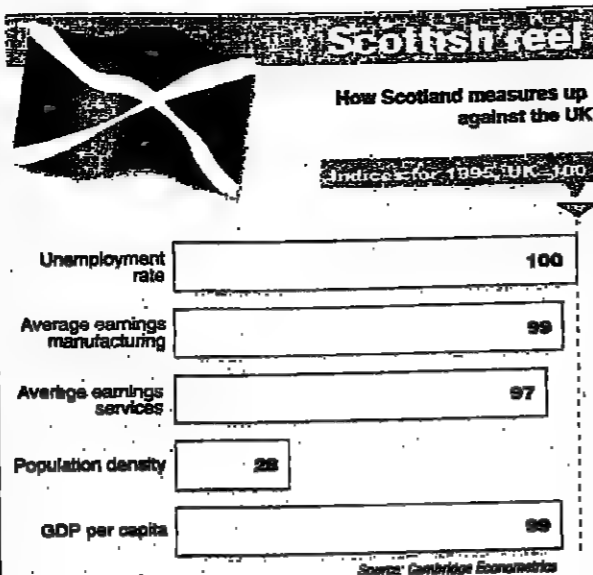 Scottish reel
How Scotland measures up
against the UK
Indices for 1995, UK=100
Unemployment
rate
100
Average earnings
manufacturing
99
Average earnings
services
97
Population density
28
GDP per capita
99
Source: Cambridge Econometrics